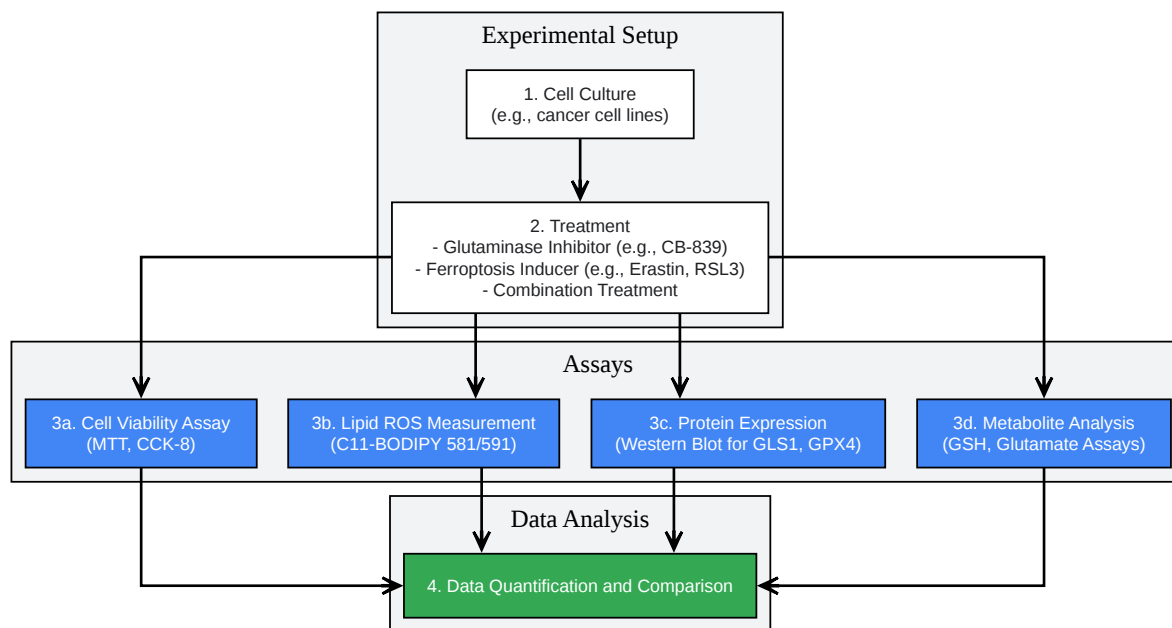 Experimental Setup
1. Cell Culture
(e.g., cancer cell lines)
2. Treatment
- Glutaminase Inhibitor (e.g., CB-839)
- Ferroptosis Inducer (e.g., Erastin, RSL3)
- Combination Treatment
Assays
3a. Cell Viability Assay
(MTT, CCK-8)
3b. Lipid ROS Measurement
(C11-BODIPY 581/591)
3c. Protein Expression
(Western Blot for GLS1, GPX4)
3d. Metabolite Analysis
(GSH, Glutamate Assays)
Data Analysis
4. Data Quantification and Comparison